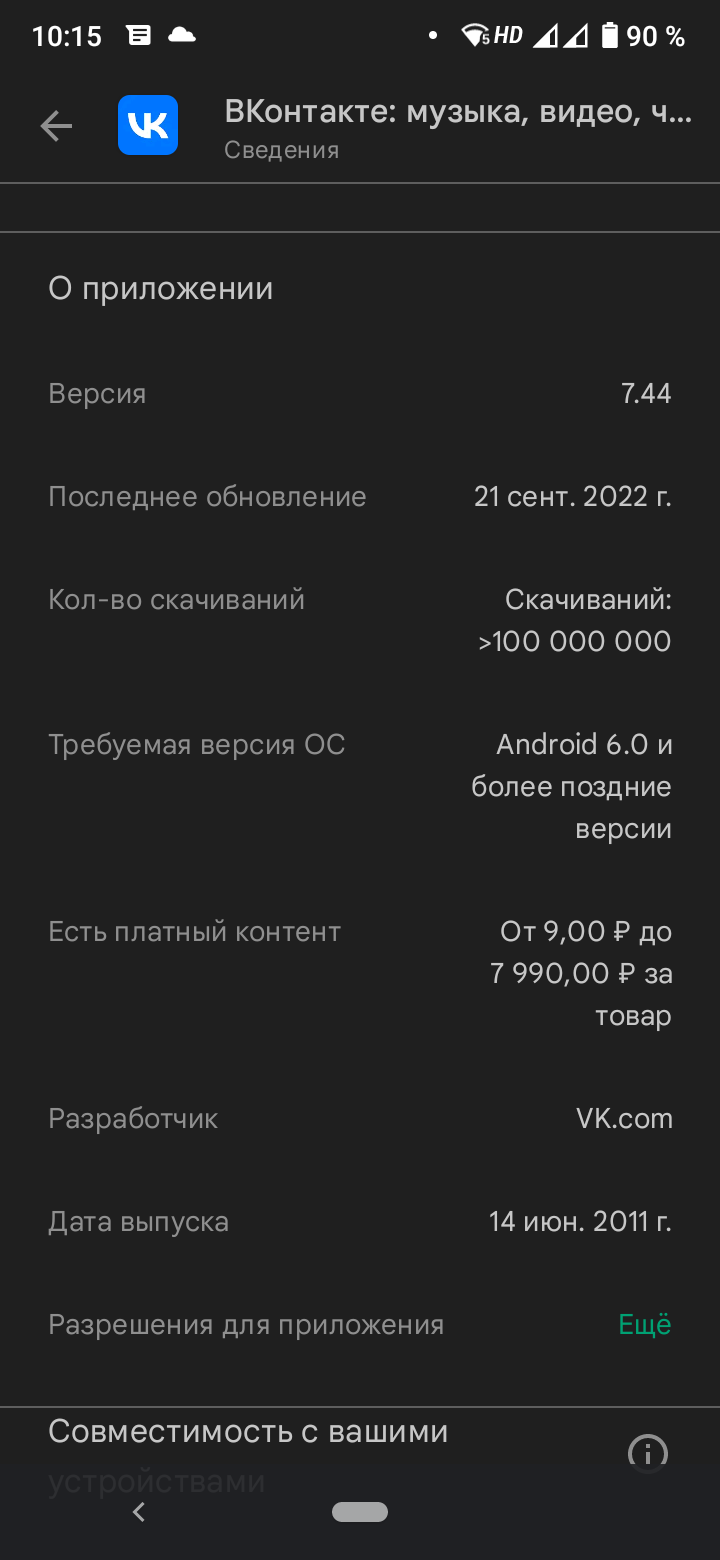 10:15
5 HD
90 %
VK
ВКонтакте: музыка, видео, ч...
Сведения
О приложении
Версия
7.44
Последнее обновление
21 сент. 2022 г.
Кол-во скачиваний
Скачиваний:
>100 000 000
Требуемая версия ОС
Android 6.0 и
более поздние
версии
Есть платный контент
От 9,00 ₽ до
7 990,00 ₽ за
товар
Разработчик
VK.com
Дата выпуска
14 июн. 2011 г.
Разрешения для приложения
Ещё
Совместимость с вашими
устройствами